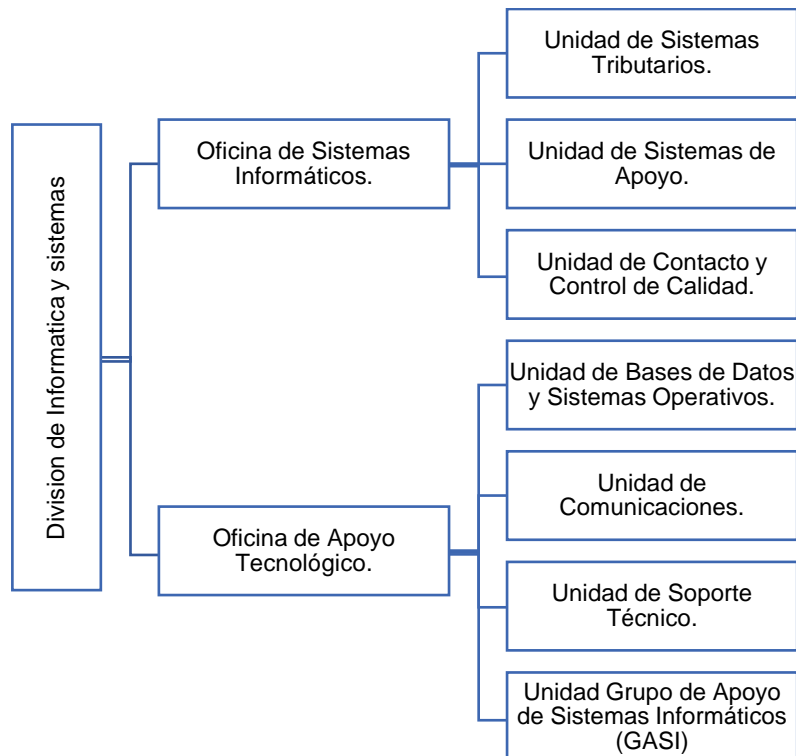 Division de Informatica y sistemas
Oficina de Sistemas
Informáticos.
Unidad de Sistemas
Tributarios.
Unidad de Sistemas de
Apoyo.
Unidad de Contacto y
Control de Calidad.
Oficina de Apoyo
Tecnológico.
Unidad de Bases de Datos
y Sistemas Operativos.
Unidad de
Comunicaciones.
Unidad de Soporte
Técnico.
Unidad Grupo de Apoyo
de Sistemas Informáticos
(GASI)